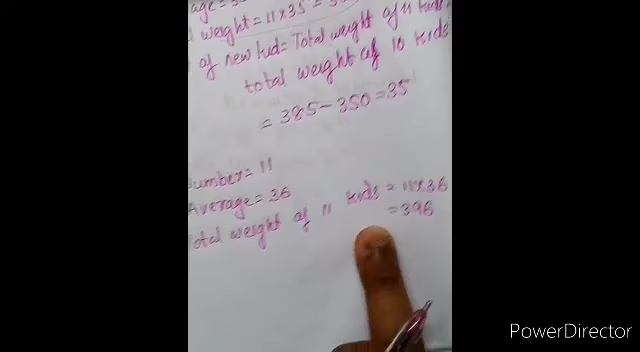 weight = 11x35 =
of new kid = Total weight of 11 kids
total weight of 10 kids
= 385 - 350 = 35
Number = 11
Average = 36
Total weight of 11 kids = 11x36
= 396
PowerDirector